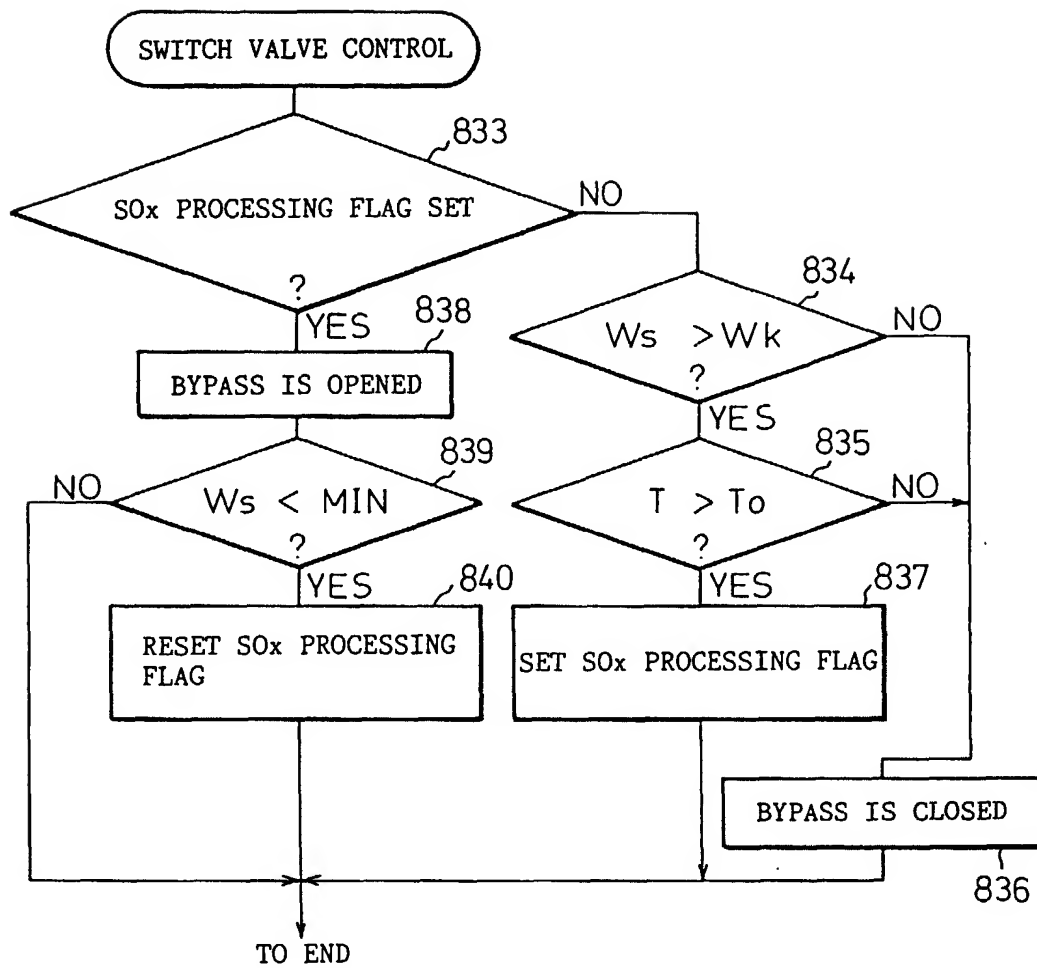 SWITCH VALVE CONTROL
833
SOx PROCESSING FLAG SET
?
NO
YES
838
BYPASS IS OPENED
834
Ws > Wk
?
NO
YES
839
Ws < MIN
?
NO
YES
835
T > To
?
NO
YES
840
RESET SOx PROCESSING
FLAG
837
SET SOx PROCESSING FLAG
BYPASS IS CLOSED
836
TO END